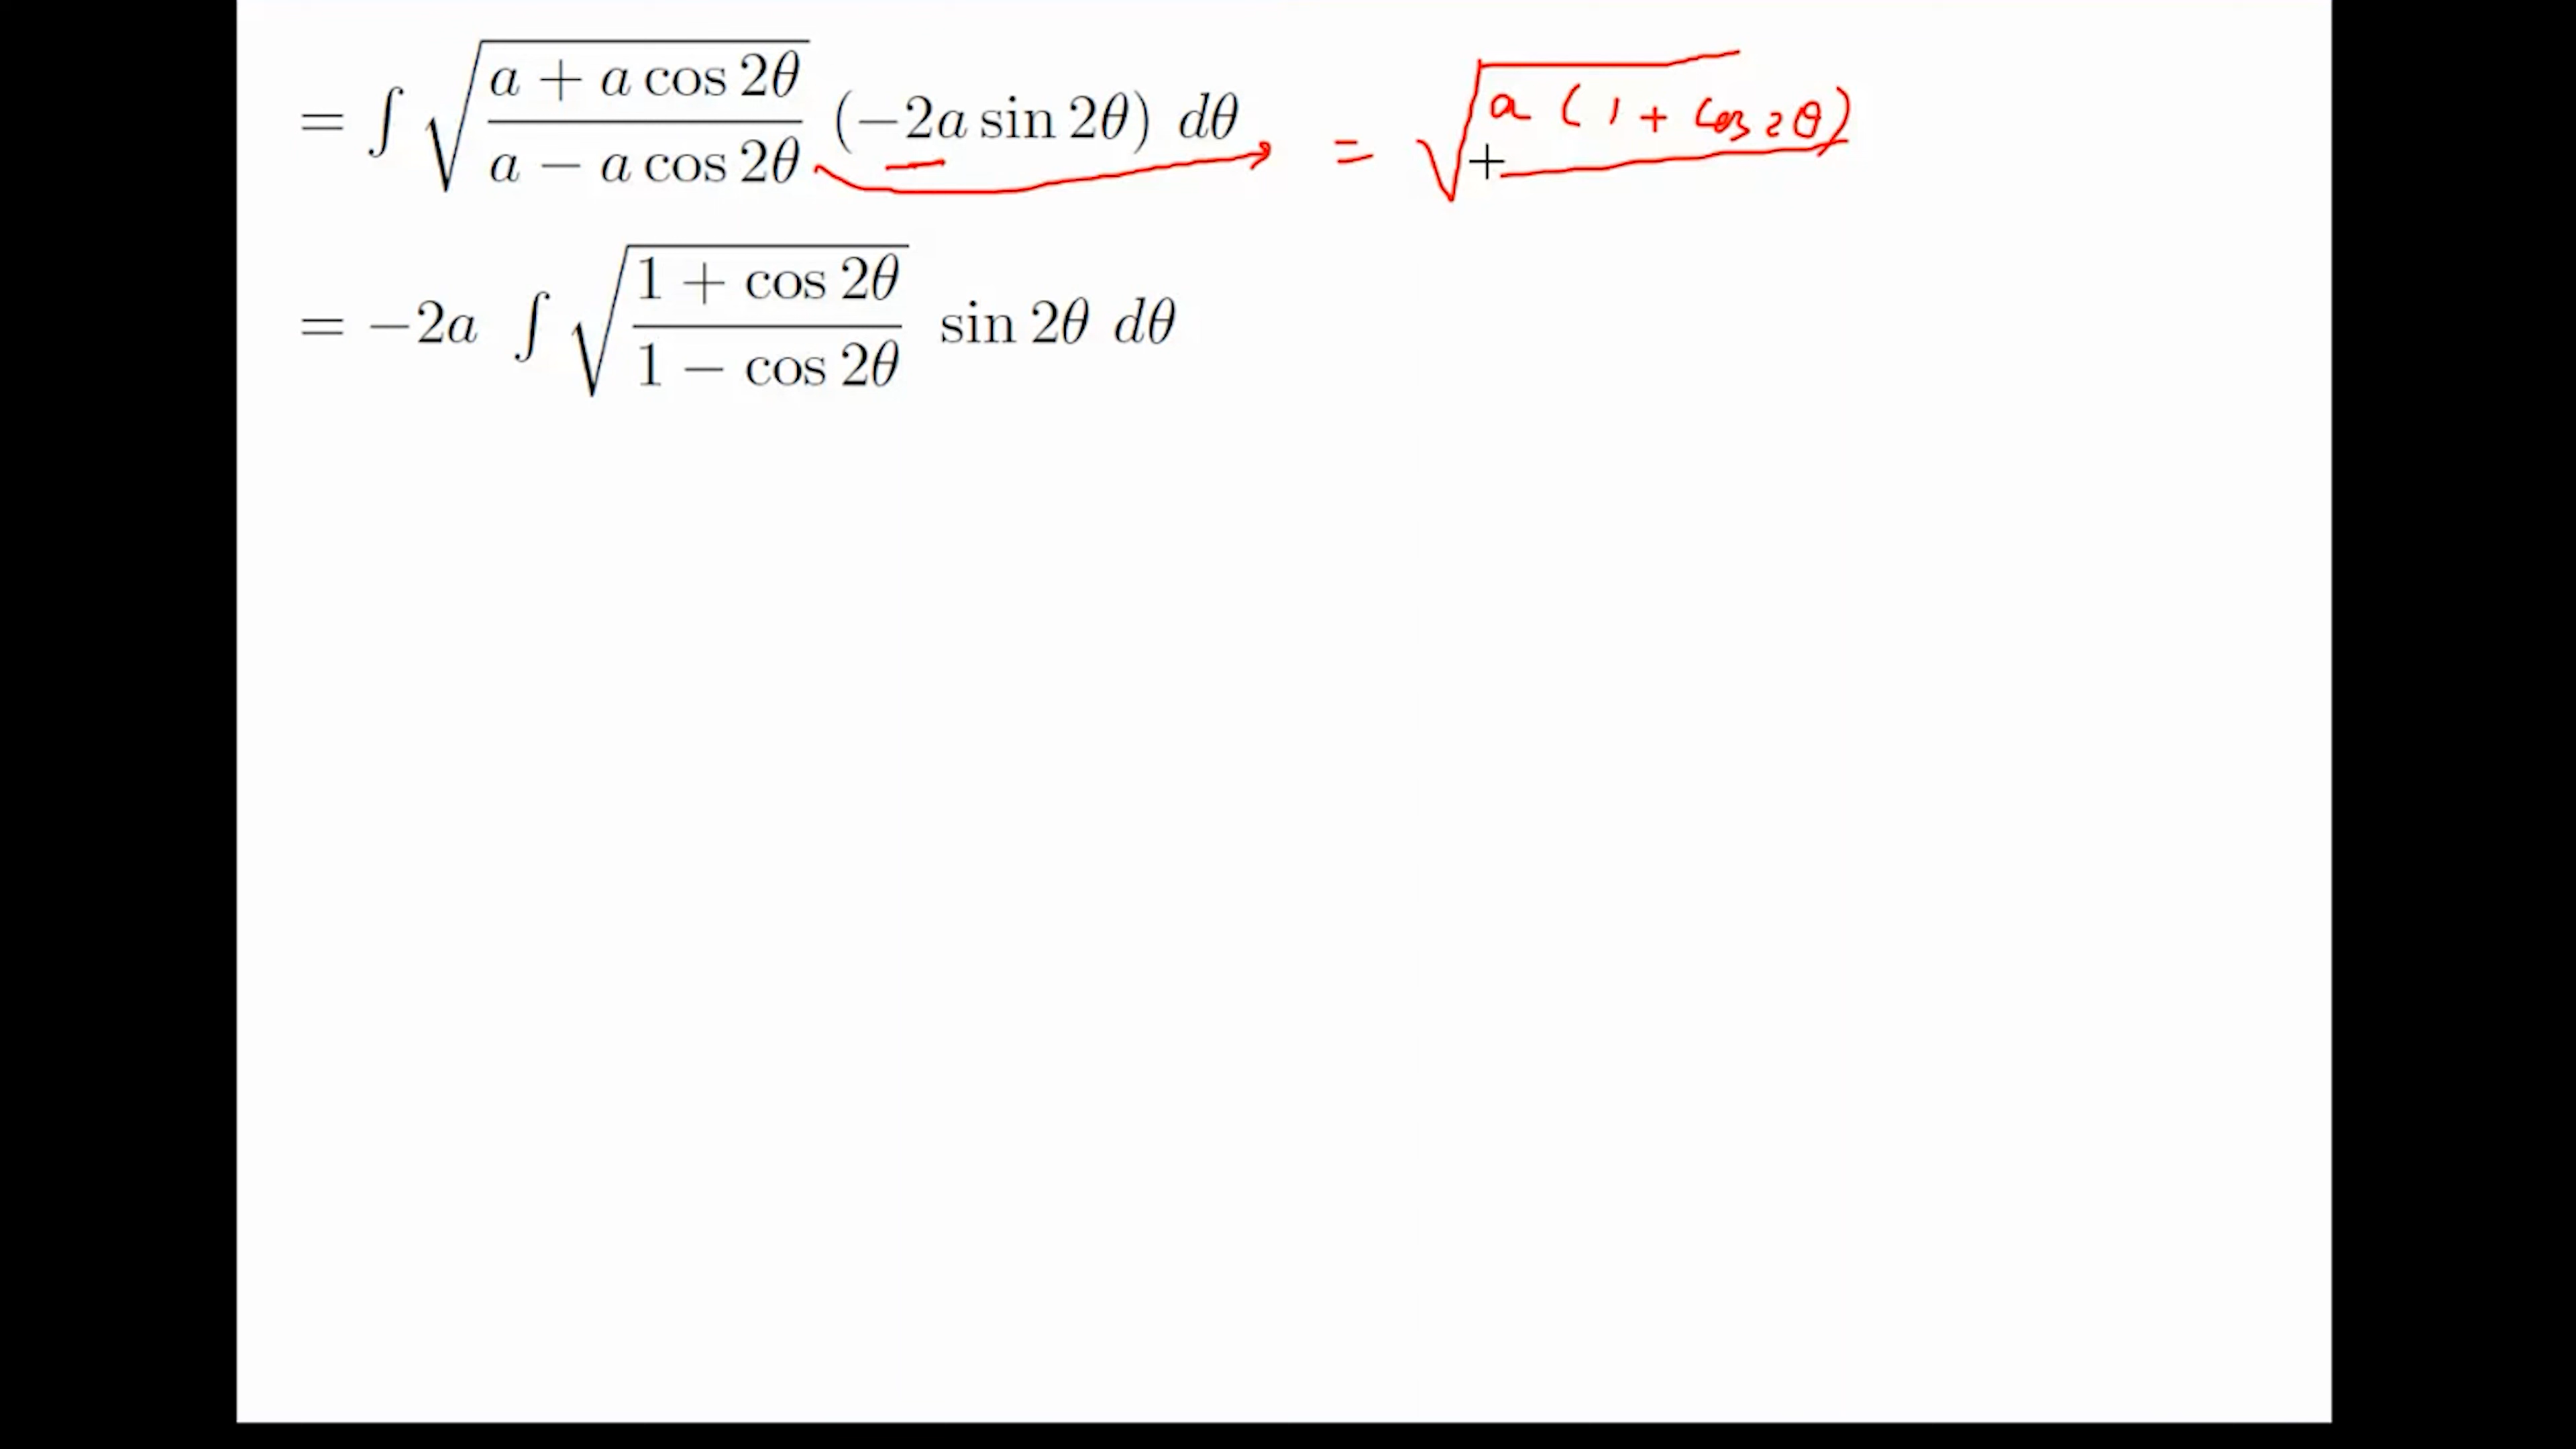 = ∫ √((a + a cos 2θ)/(a − a cos 2θ)) (−2a sin 2θ) dθ = √(a (1 + cos 2θ)/
= −2a ∫ √((1 + cos 2θ)/(1 − cos 2θ)) sin 2θ dθ